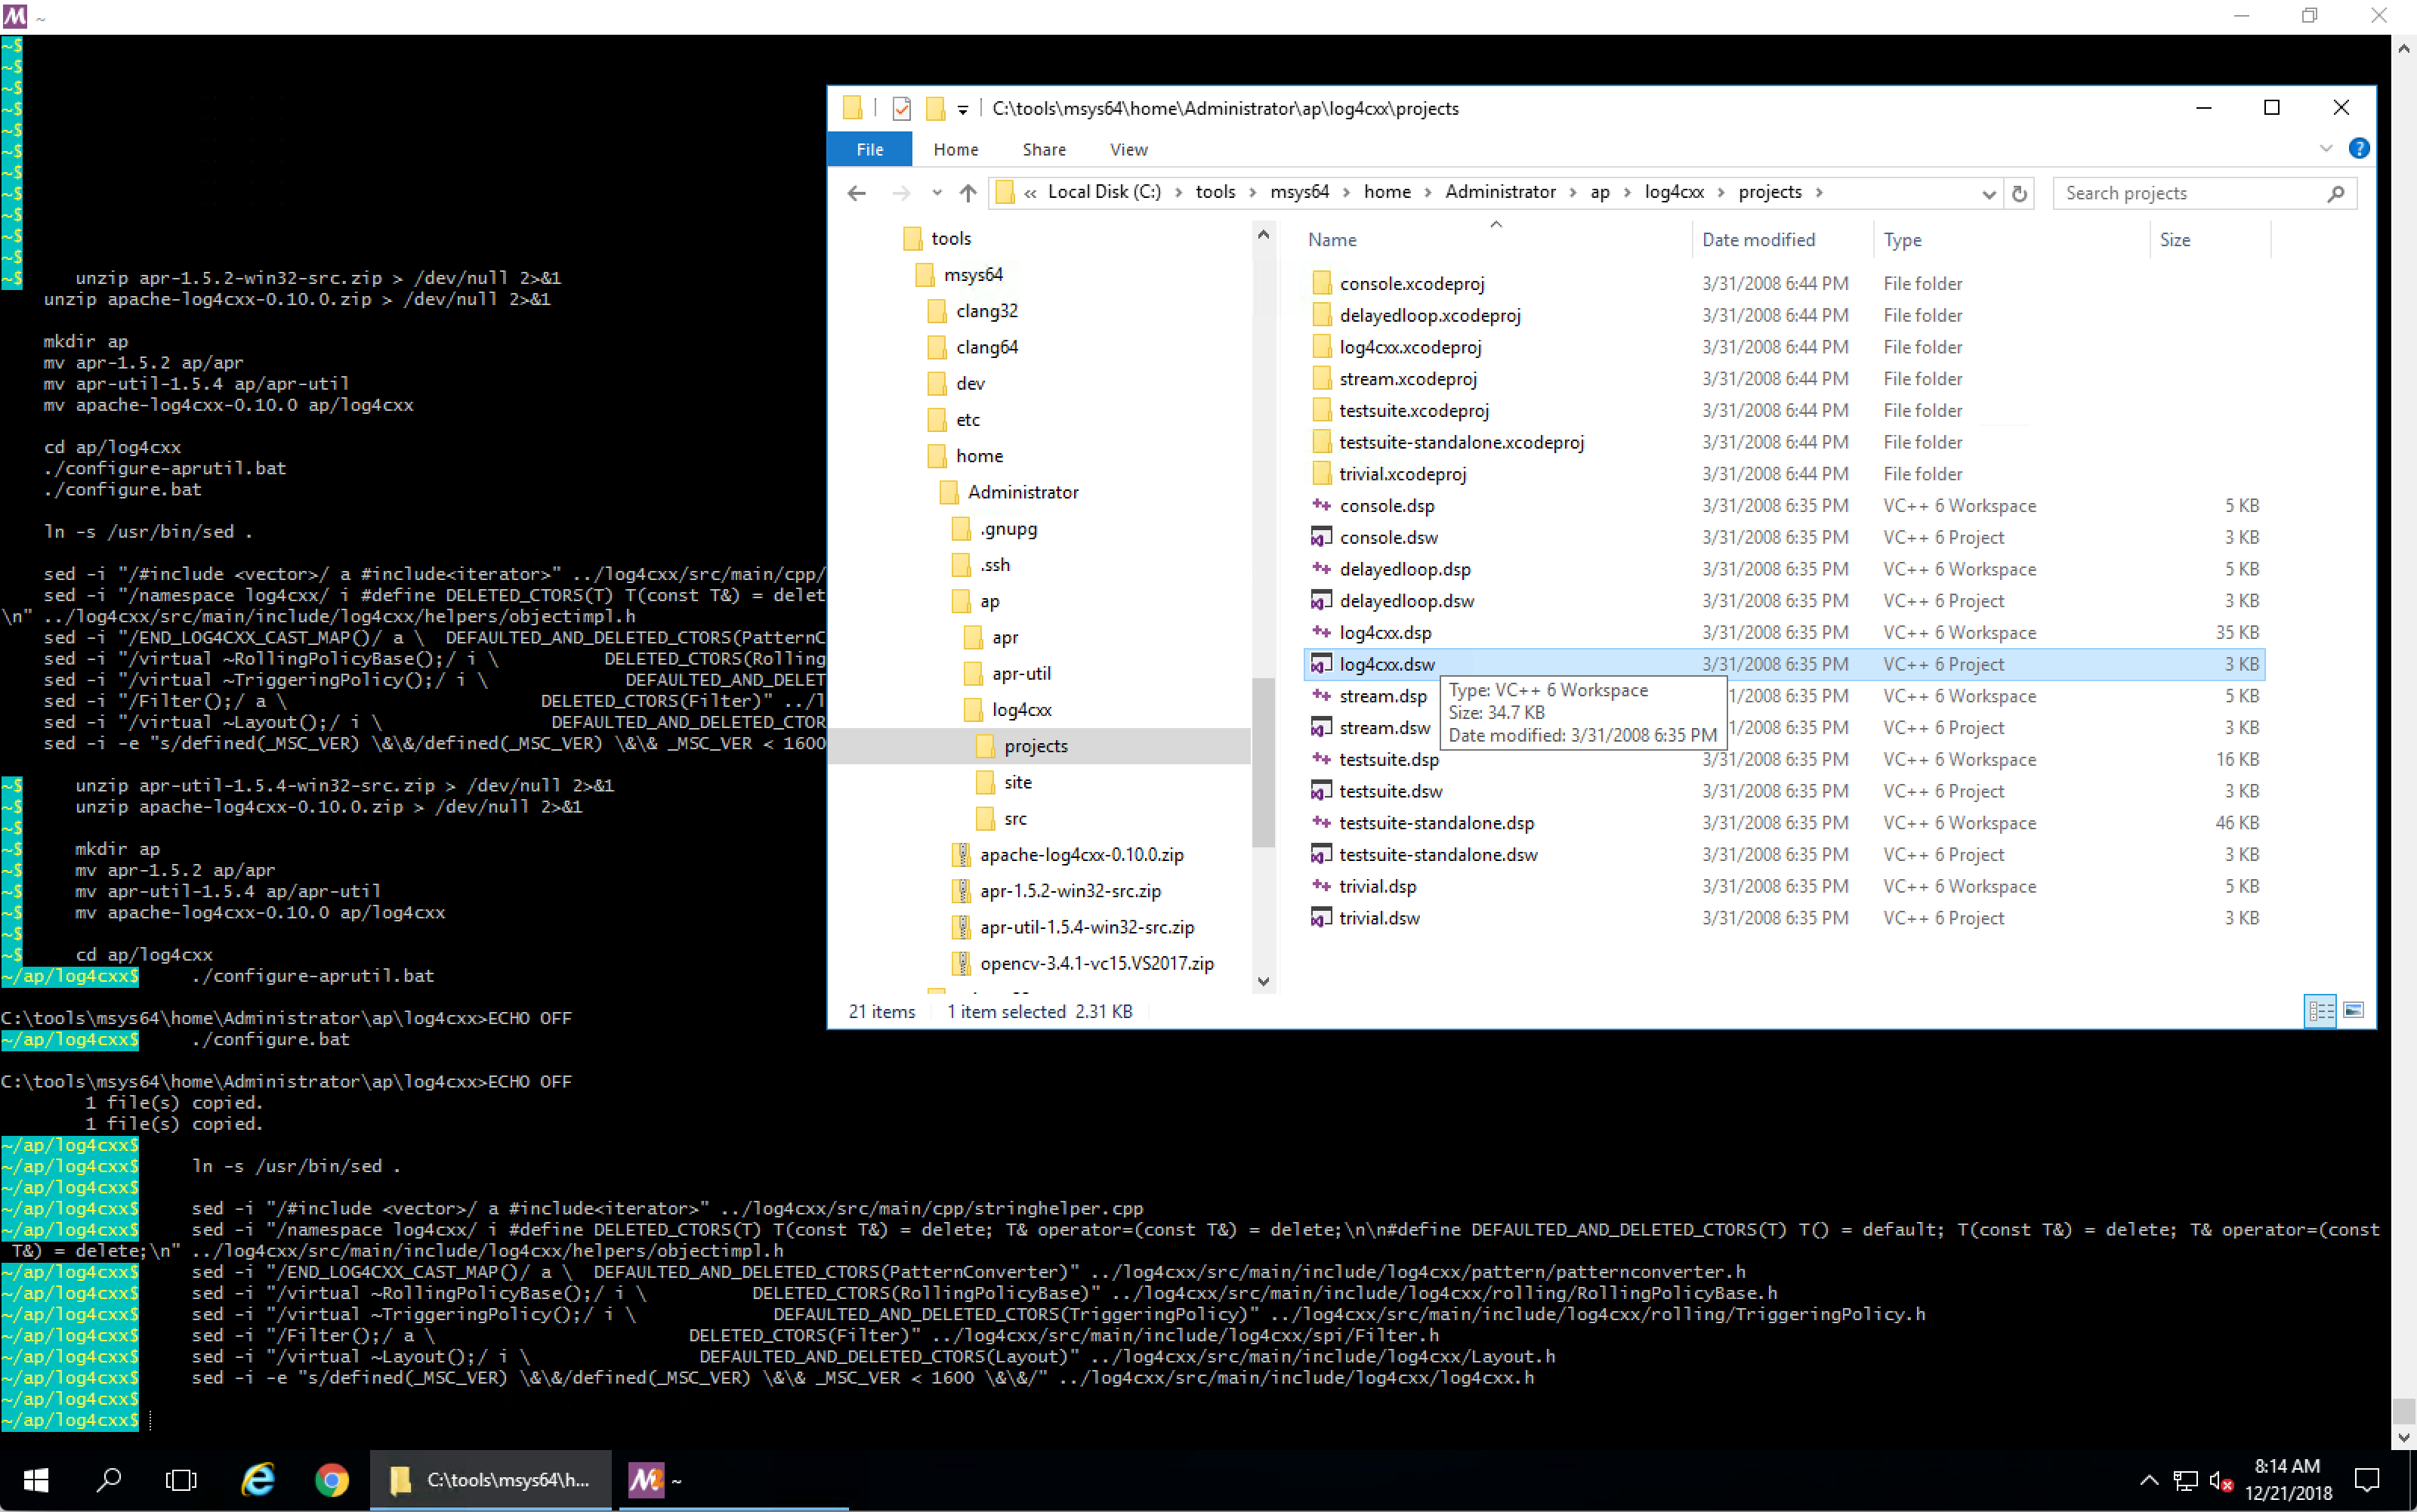 ~
~$
~$
~$
~$
~$
~$
~$
~$
~$
~$
~$
~$ unzip apr-1.5.2-win32-src.zip > /dev/null 2>&1
unzip apache-log4cxx-0.10.0.zip > /dev/null 2>&1
mkdir ap
mv apr-1.5.2 ap/apr
mv apr-util-1.5.4 ap/apr-util
mv apache-log4cxx-0.10.0 ap/log4cxx
cd ap/log4cxx
./configure-aprutil.bat
./configure.bat
ln -s /usr/bin/sed .
sed -i "/#include <vector>/ a #include<iterator>" ../log4cxx/src/main/cpp/
sed -i "/namespace log4cxx/ i #define DELETED_CTORS(T) T(const T&) = delet
\n" ../log4cxx/src/main/include/log4cxx/helpers/objectimpl.h
sed -i "/END_LOG4CXX_CAST_MAP()/ a \ DEFAULTED_AND_DELETED_CTORS(PatternC
sed -i "/virtual ~RollingPolicyBase();/ i \ DELETED_CTORS(Rolling
sed -i "/virtual ~TriggeringPolicy();/ i \ DEFAULTED_AND_DELET
sed -i "/Filter();/ a \ DELETED_CTORS(Filter)" ../l
sed -i "/virtual ~Layout();/ i \ DEFAULTED_AND_DELETED_CTOR
sed -i -e "s/defined(_MSC_VER) \&\&/defined(_MSC_VER) \&\& _MSC_VER < 1600
~$ unzip apr-util-1.5.4-win32-src.zip > /dev/null 2>&1
~$ unzip apache-log4cxx-0.10.0.zip > /dev/null 2>&1
~$
~$ mkdir ap
~$ mv apr-1.5.2 ap/apr
~$ mv apr-util-1.5.4 ap/apr-util
~$ mv apache-log4cxx-0.10.0 ap/log4cxx
~$
~$ cd ap/log4cxx
~/ap/log4cxx$ ./configure-aprutil.bat
C:\tools\msys64\home\Administrator\ap\log4cxx>ECHO OFF
~/ap/log4cxx$ ./configure.bat
C:\tools\msys64\home\Administrator\ap\log4cxx>ECHO OFF
1 file(s) copied.
1 file(s) copied.
~/ap/log4cxx$
~/ap/log4cxx$ ln -s /usr/bin/sed .
~/ap/log4cxx$
~/ap/log4cxx$ sed -i "/#include <vector>/ a #include<iterator>" ../log4cxx/src/main/cpp/stringhelper.cpp
~/ap/log4cxx$ sed -i "/namespace log4cxx/ i #define DELETED_CTORS(T) T(const T&) = delete; T& operator=(const T&) = delete;\n\n#define DEFAULTED_AND_DELETED_CTORS(T) T() = default; T(const T&) = delete; T& operator=(const
T&) = delete;\n" ../log4cxx/src/main/include/log4cxx/helpers/objectimpl.h
~/ap/log4cxx$ sed -i "/END_LOG4CXX_CAST_MAP()/ a \ DEFAULTED_AND_DELETED_CTORS(PatternConverter)" ../log4cxx/src/main/include/log4cxx/pattern/patternconverter.h
~/ap/log4cxx$ sed -i "/virtual ~RollingPolicyBase();/ i \ DELETED_CTORS(RollingPolicyBase)" ../log4cxx/src/main/include/log4cxx/rolling/RollingPolicyBase.h
~/ap/log4cxx$ sed -i "/virtual ~TriggeringPolicy();/ i \ DEFAULTED_AND_DELETED_CTORS(TriggeringPolicy)" ../log4cxx/src/main/include/log4cxx/rolling/TriggeringPolicy.h
~/ap/log4cxx$ sed -i "/Filter();/ a \ DELETED_CTORS(Filter)" ../log4cxx/src/main/include/log4cxx/spi/Filter.h
~/ap/log4cxx$ sed -i "/virtual ~Layout();/ i \ DEFAULTED_AND_DELETED_CTORS(Layout)" ../log4cxx/src/main/include/log4cxx/Layout.h
~/ap/log4cxx$ sed -i -e "s/defined(_MSC_VER) \&\&/defined(_MSC_VER) \&\& _MSC_VER < 1600 \&\&/" ../log4cxx/src/main/include/log4cxx/log4cxx.h
~/ap/log4cxx$
~/ap/log4cxx$
C:\tools\msys64\home\Administrator\ap\log4cxx\projects
File Home Share View
« Local Disk (C:) > tools > msys64 > home > Administrator > ap > log4cxx > projects >
Search projects
tools
msys64
clang32
clang64
dev
etc
home
Administrator
.gnupg
.ssh
ap
apr
apr-util
log4cxx
projects
site
src
apache-log4cxx-0.10.0.zip
apr-1.5.2-win32-src.zip
apr-util-1.5.4-win32-src.zip
opencv-3.4.1-vc15.VS2017.zip
Name Date modified Type Size
console.xcodeproj 3/31/2008 6:44 PM File folder
delayedloop.xcodeproj 3/31/2008 6:44 PM File folder
log4cxx.xcodeproj 3/31/2008 6:44 PM File folder
stream.xcodeproj 3/31/2008 6:44 PM File folder
testsuite.xcodeproj 3/31/2008 6:44 PM File folder
testsuite-standalone.xcodeproj 3/31/2008 6:44 PM File folder
trivial.xcodeproj 3/31/2008 6:44 PM File folder
console.dsp 3/31/2008 6:35 PM VC++ 6 Workspace 5 KB
console.dsw 3/31/2008 6:35 PM VC++ 6 Project 3 KB
delayedloop.dsp 3/31/2008 6:35 PM VC++ 6 Workspace 5 KB
delayedloop.dsw 3/31/2008 6:35 PM VC++ 6 Project 3 KB
log4cxx.dsp 3/31/2008 6:35 PM VC++ 6 Workspace 35 KB
log4cxx.dsw 3/31/2008 6:35 PM VC++ 6 Project 3 KB
stream.dsp 1/2008 6:35 PM VC++ 6 Workspace 5 KB
stream.dsw 1/2008 6:35 PM VC++ 6 Project 3 KB
testsuite.dsp 3/31/2008 6:35 PM VC++ 6 Workspace 16 KB
testsuite.dsw 3/31/2008 6:35 PM VC++ 6 Project 3 KB
testsuite-standalone.dsp 3/31/2008 6:35 PM VC++ 6 Workspace 46 KB
testsuite-standalone.dsw 3/31/2008 6:35 PM VC++ 6 Project 3 KB
trivial.dsp 3/31/2008 6:35 PM VC++ 6 Workspace 5 KB
trivial.dsw 3/31/2008 6:35 PM VC++ 6 Project 3 KB
Type: VC++ 6 Workspace
Size: 34.7 KB
Date modified: 3/31/2008 6:35 PM
21 items 1 item selected 2.31 KB
C:\tools\msys64\h...
~
8:14 AM
12/21/2018